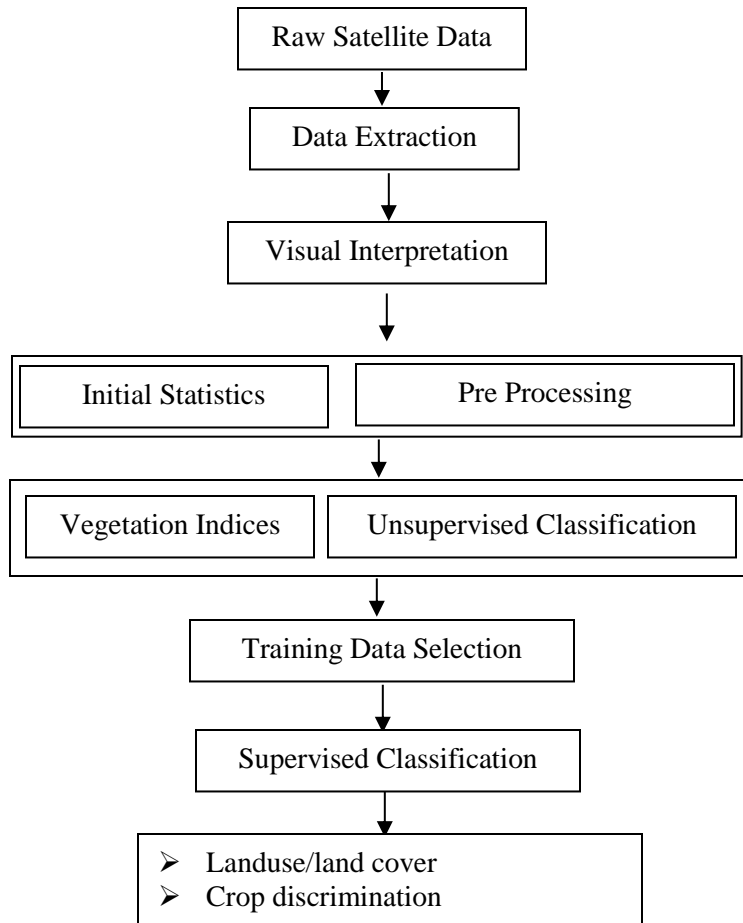 Raw Satellite Data
Data Extraction
Visual Interpretation
Initial Statistics
Pre Processing
Vegetation Indices
Unsupervised Classification
Training Data Selection
Supervised Classification
➢ Landuse/land cover
➢ Crop discrimination